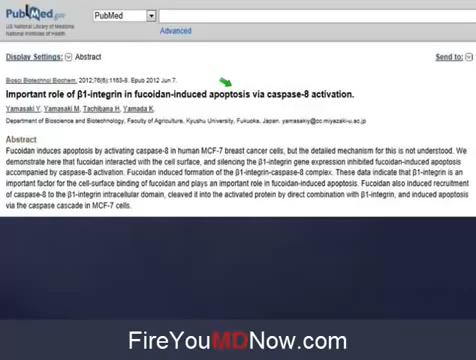 PubMed.gov
US National Library of Medicine
National Institutes of Health
PubMed
Advanced
Display Settings: Abstract
Send to:
Biosci Biotechnol Biochem. 2012;76(6):1163-8. Epub 2012 Jun 7.
Important role of β1-integrin in fucoidan-induced apoptosis via caspase-8 activation.
Yamasaki Y, Yamasaki M, Tachibana H, Yamada K.
Department of Bioscience and Biotechnology, Faculty of Agriculture, Kyushu University, Fukuoka, Japan. yamasakiy@cc.miyazaki-u.ac.jp
Abstract
Fucoidan induces apoptosis by activating caspase-8 in human MCF-7 breast cancer cells, but the detailed mechanism for this is not understood. We
demonstrate here that fucoidan interacted with the cell surface, and silencing the β1-integrin gene expression inhibited fucoidan-induced apoptosis
accompanied by caspase-8 activation. Fucoidan induced formation of the β1-integrin-caspase-8 complex. These data indicate that β1-integrin is an
important factor for the cell-surface binding of fucoidan and plays an important role in fucoidan-induced apoptosis. Fucoidan also induced recruitment
of caspase-8 to the β1-integrin intracellular domain, cleaved it into the activated protein by direct combination with β1-integrin, and induced apoptosis
via the caspase cascade in MCF-7 cells.
FireYouMDNow.com